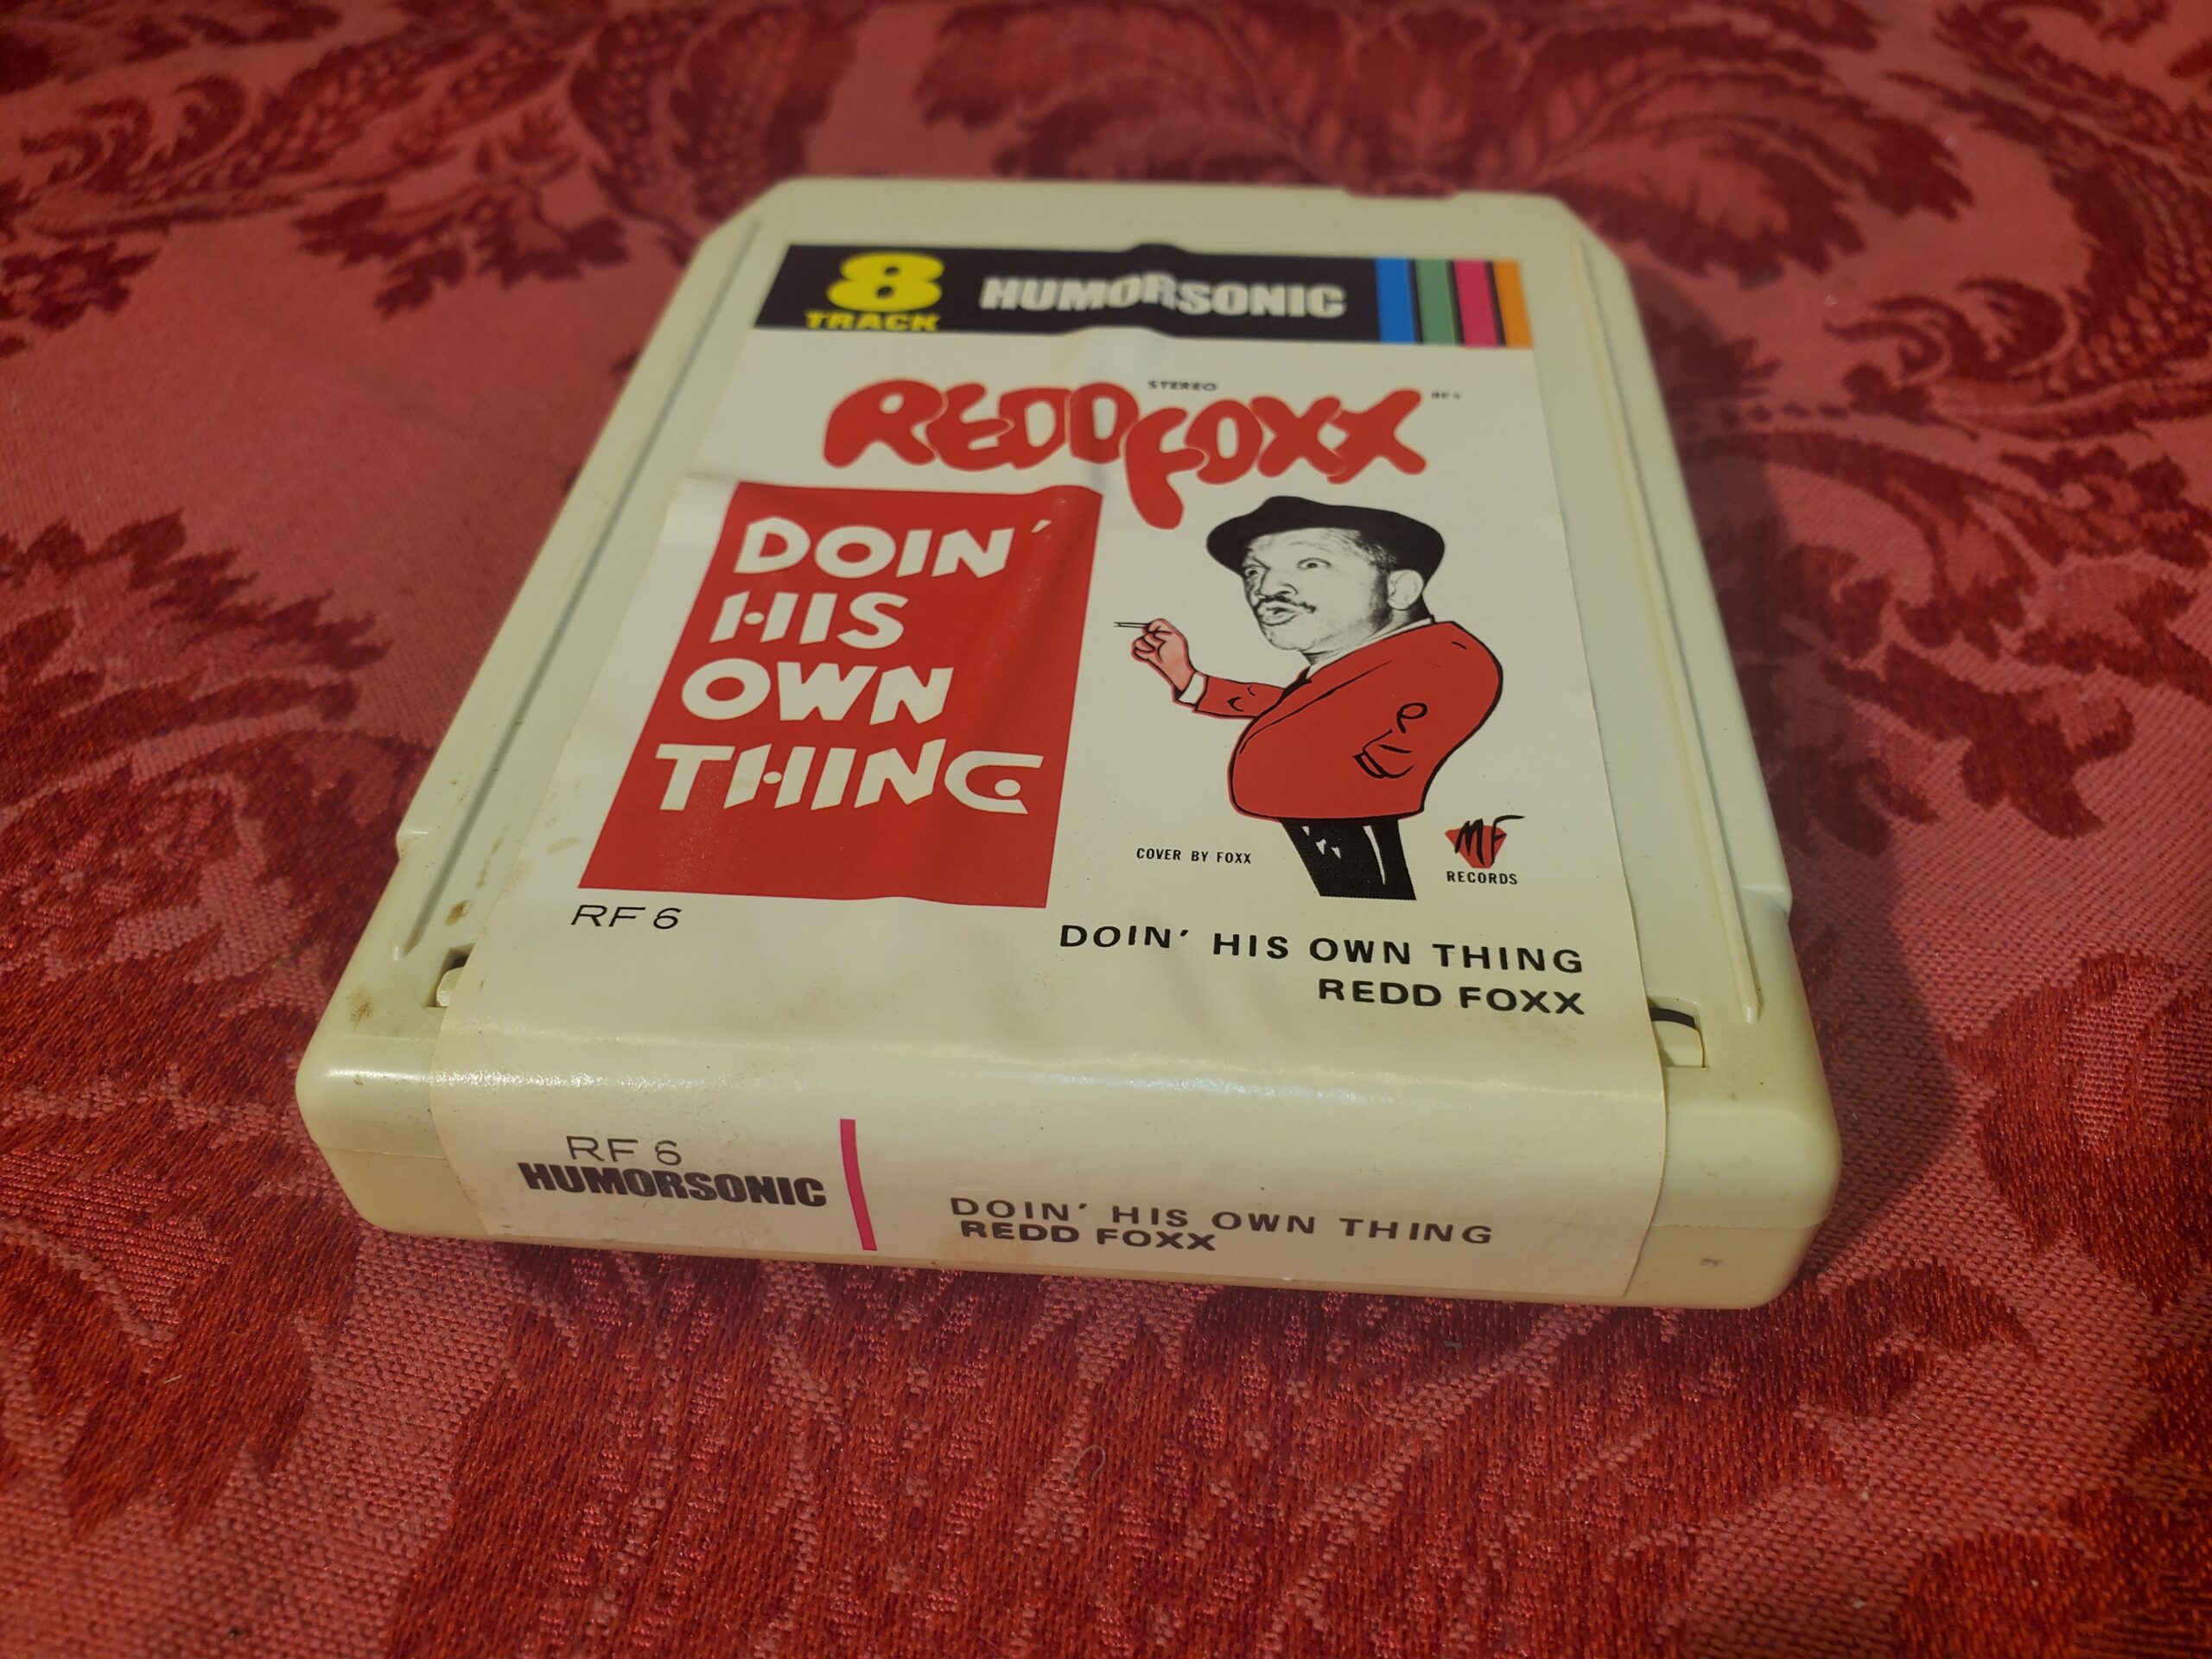 8
TRACK
HUMORSONIC
STEREO
REDD FOXX
DOIN'
HIS
OWN
THING
COVER BY FOXX
MF
RECORDS
RF 6
DOIN' HIS OWN THING
REDD FOXX
RF 6
HUMORSONIC
DOIN' HIS OWN THING
REDD FOXX